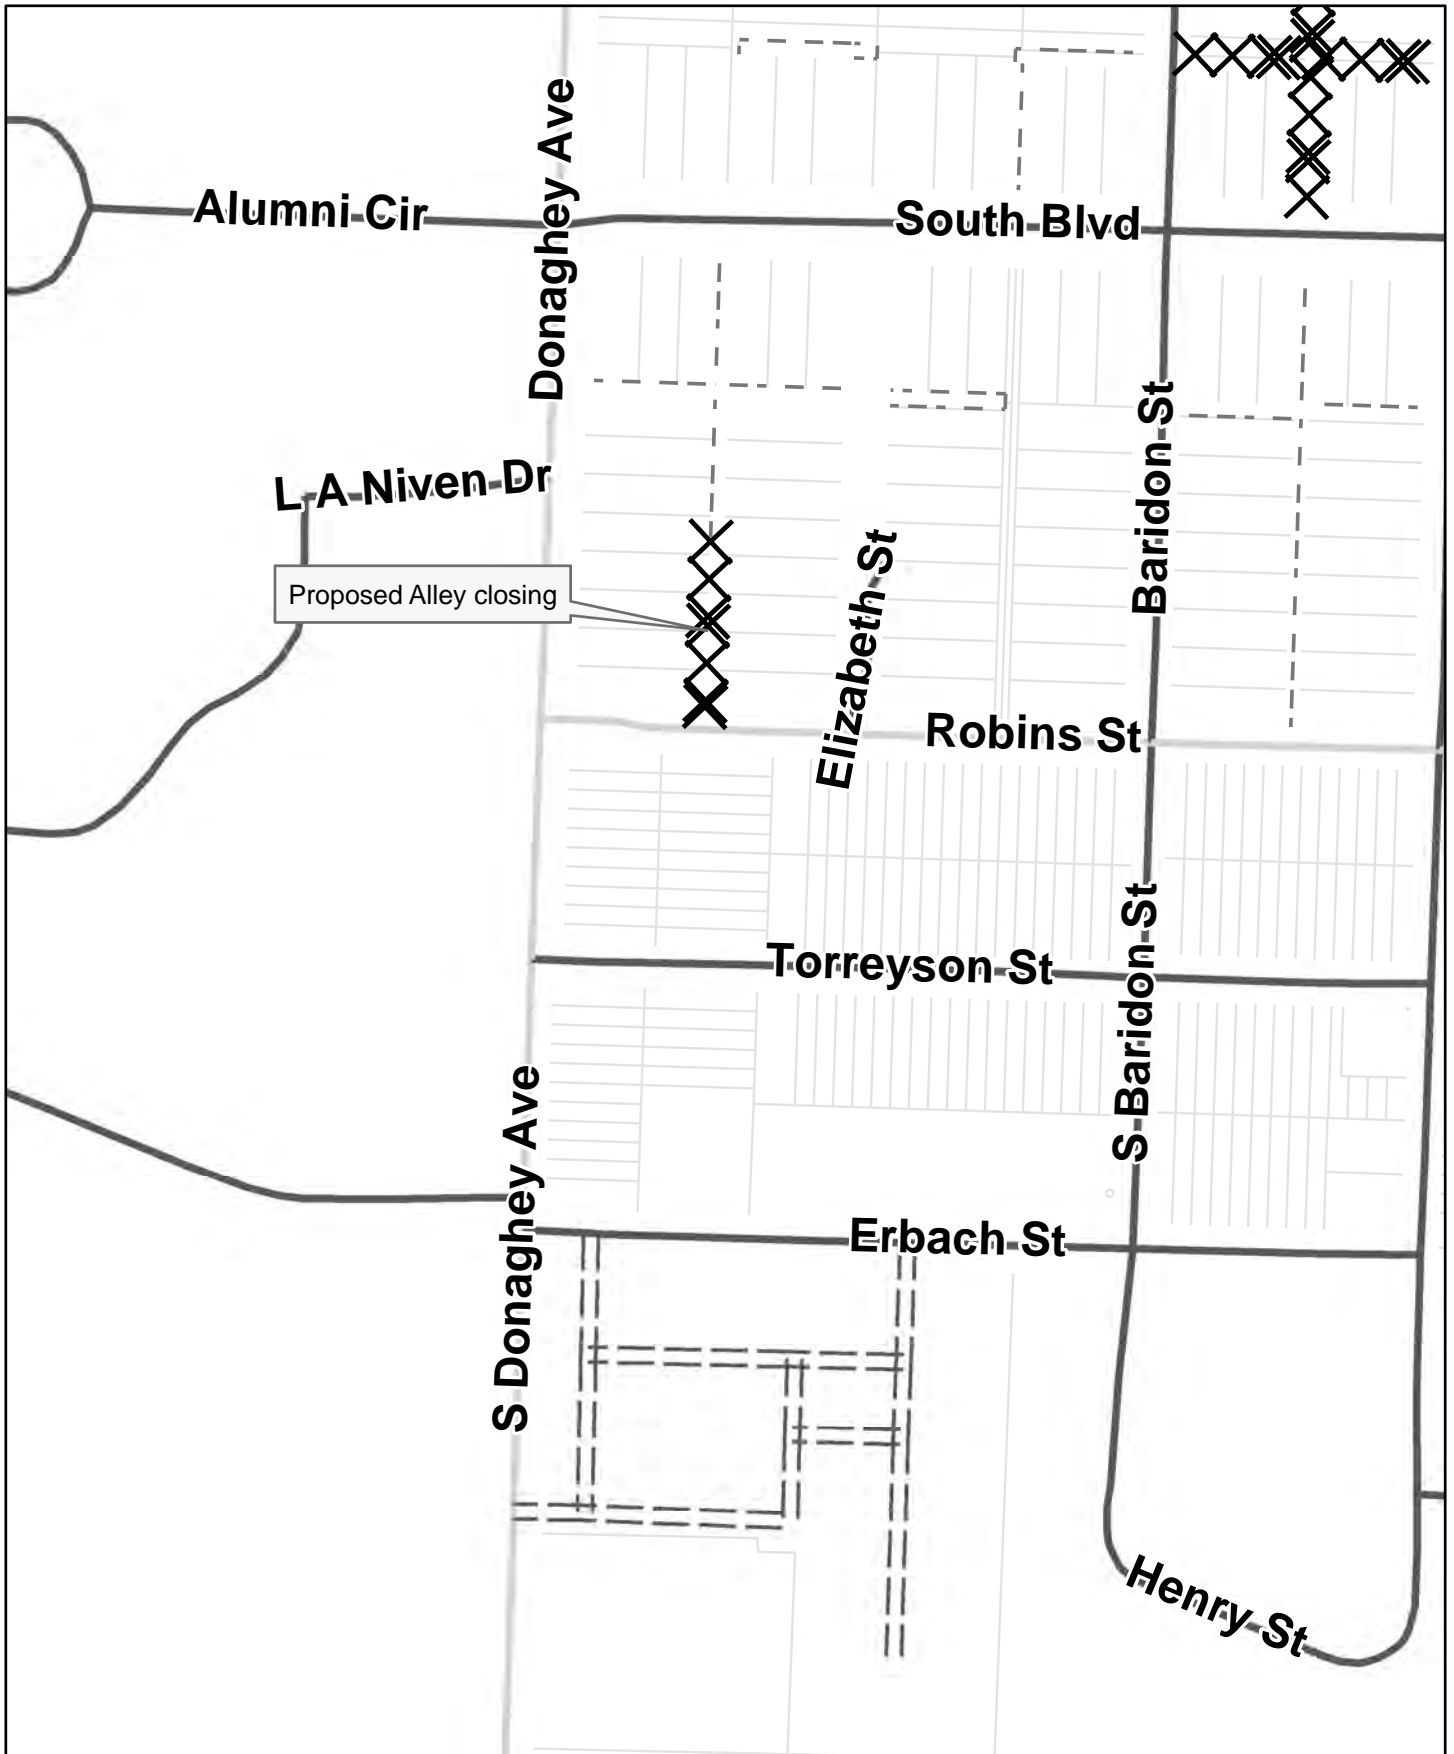 Donaghey Ave
Alumni Cir
South Blvd
Baridon St
L A Niven Dr
Proposed Alley closing
Elizabeth St
Robins St
S Baridon St
Torreyson St
S Donaghey Ave
Erbach St
Henry St